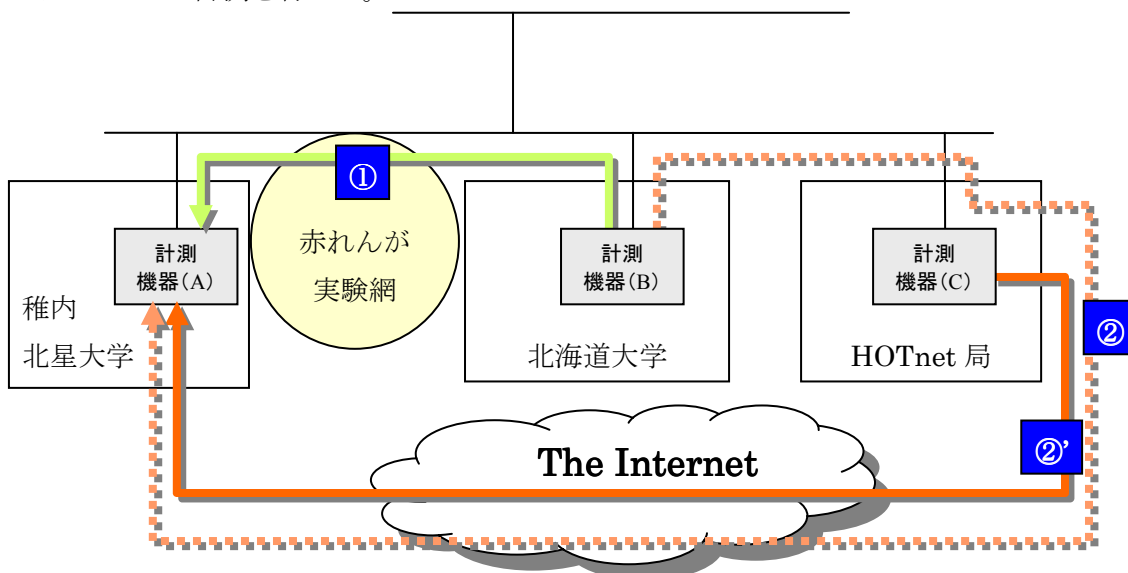 ①
計測
機器(A)
赤れんが
実験網
計測
機器(B)
計測
機器(C)
稚内
北星大学
北海道大学
HOTnet 局
②
The Internet
②’